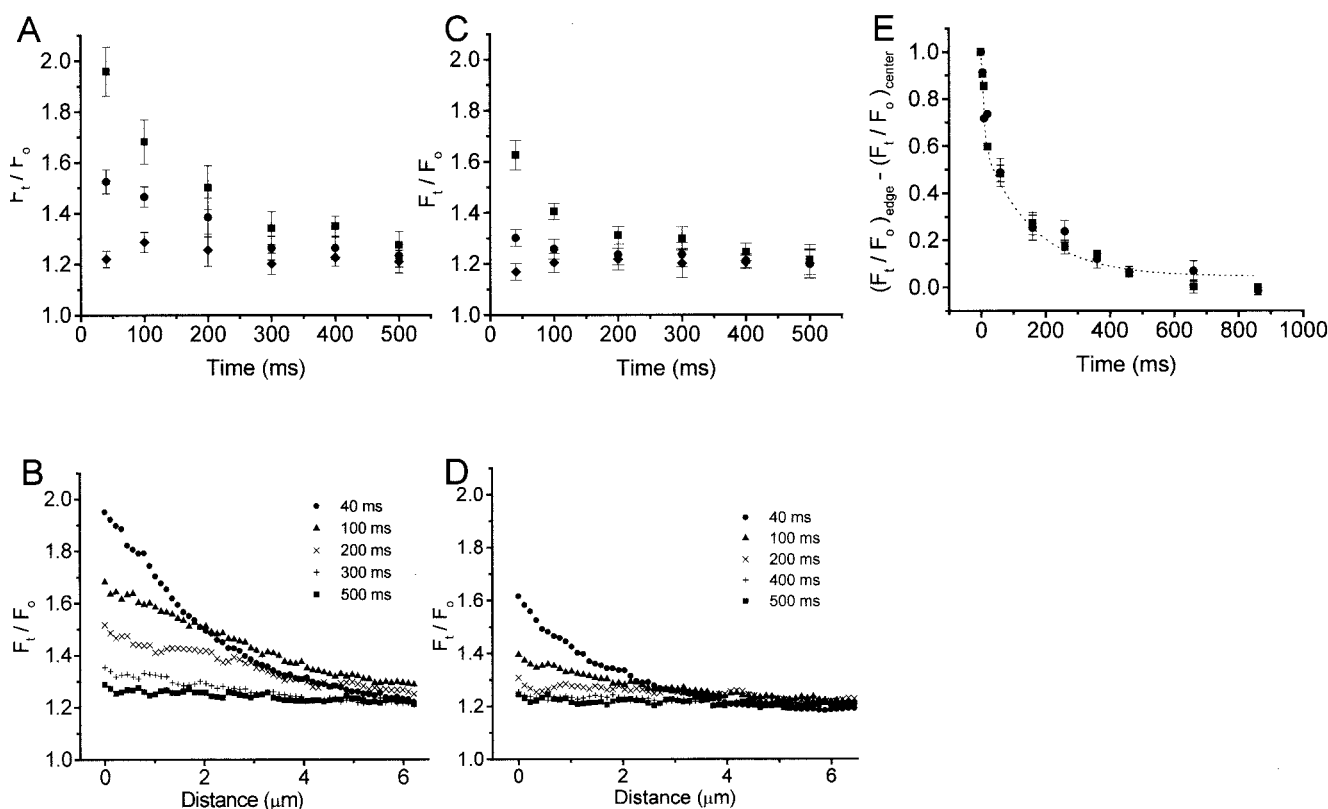 A
2.0
1.8
1.6
1.4
1.2
1.0
F_t / F_o
0 100 200 300 400 500
Time (ms)
C
2.0
1.8
1.6
1.4
1.2
1.0
F_t / F_o
0 100 200 300 400 500
Time (ms)
E
1.0
0.8
0.6
0.4
0.2
0.0
(F_t / F_o)_edge - (F_t / F_o)_center
0 200 400 600 800 1000
Time (ms)
B
2.0
1.8
1.6
1.4
1.2
1.0
F_t / F_o
40 ms
100 ms
200 ms
300 ms
500 ms
0 2 4 6
Distance (μm)
D
2.0
1.8
1.6
1.4
1.2
1.0
F_t / F_o
40 ms
100 ms
200 ms
400 ms
500 ms
0 2 4 6
Distance (μm)